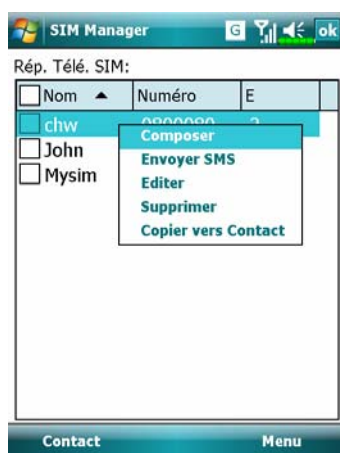 SIM Manager G ok
Rép. Télé. SIM:
Nom Numéro E
chw
Composer
John
Envoyer SMS
Mysim
Editer
Supprimer
Copier vers Contact
Contact Menu